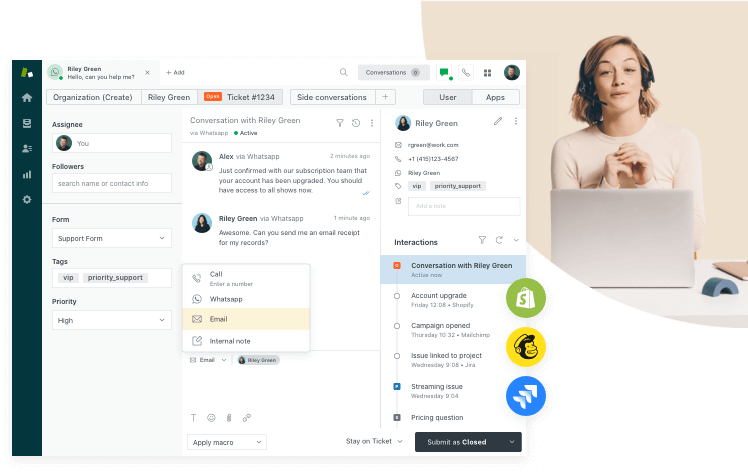 Riley Green
Hello, can you help me?
+ Add
Conversations 0
Organization (Create)
Riley Green
Open Ticket #1234
Side conversations +
User
Apps
Assignee
You
Followers
search name or contact info
Form
Support Form
Tags
vip priority_support
Priority
High
Conversation with Riley Green
via Whatsapp Active
Alex via Whatsapp 2 minutes ago
Just confirmed with our subscription team that
your account has been upgraded. You should
have access to all shows now.
Riley Green via Whatsapp 1 minute ago
Awesome. Can you send me an email receipt
for my records?
Call
Enter a number
Whatsapp
Email
Internal note
Email Riley Green
Apply macro
Stay on Ticket
Submit as Closed
Riley Green
rgreen@work.com
+1 (415)123-4567
Riley Green
vip priority_support
Add a note
Interactions
Conversation with Riley Green
Active now
Account upgrade
Friday 12:08 • Shopify
Campaign opened
Thursday 10 32 • Mailchimp
Issue linked to project
Wednesday 9:08 • Jira
Streaming issue
Wednesday 9:04
Pricing question